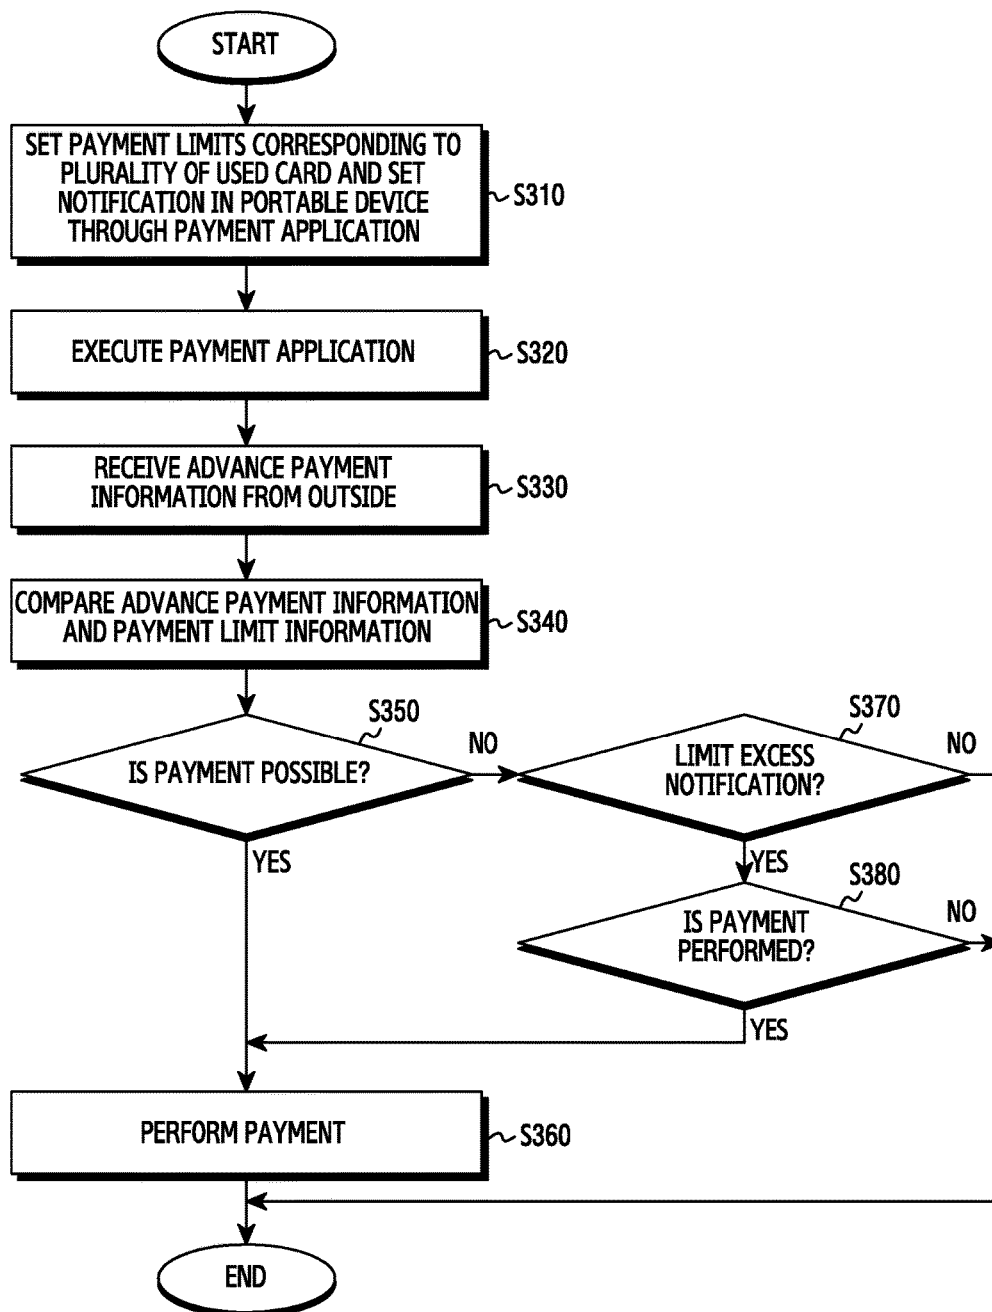 START
SET PAYMENT LIMITS CORRESPONDING TO
PLURALITY OF USED CARD AND SET
NOTIFICATION IN PORTABLE DEVICE
THROUGH PAYMENT APPLICATION
S310
EXECUTE PAYMENT APPLICATION
S320
RECEIVE ADVANCE PAYMENT
INFORMATION FROM OUTSIDE
S330
COMPARE ADVANCE PAYMENT INFORMATION
AND PAYMENT LIMIT INFORMATION
S340
S350
IS PAYMENT POSSIBLE?
NO
YES
S370
LIMIT EXCESS
NOTIFICATION?
NO
YES
S380
IS PAYMENT
PERFORMED?
NO
YES
PERFORM PAYMENT
S360
END